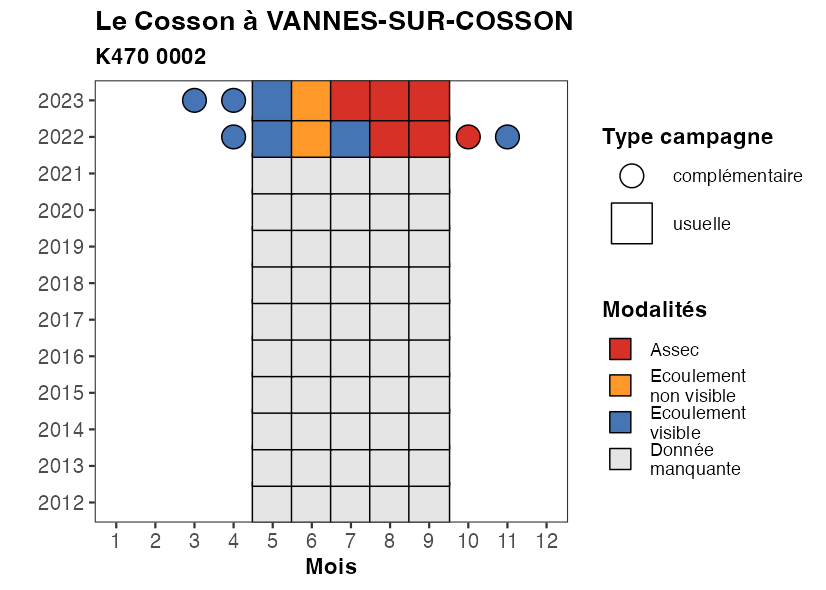 Le Cosson à VANNES-SUR-COSSON
K470 0002
2023
2022
2021
2020
2019
2018
2017
2016
2015
2014
2013
2012
1 2 3 4 5 6 7 8 9 10 11 12
Mois
Type campagne
complémentaire
usuelle
Modalités
Assec
Ecoulement
non visible
Ecoulement
visible
Donnée
manquante